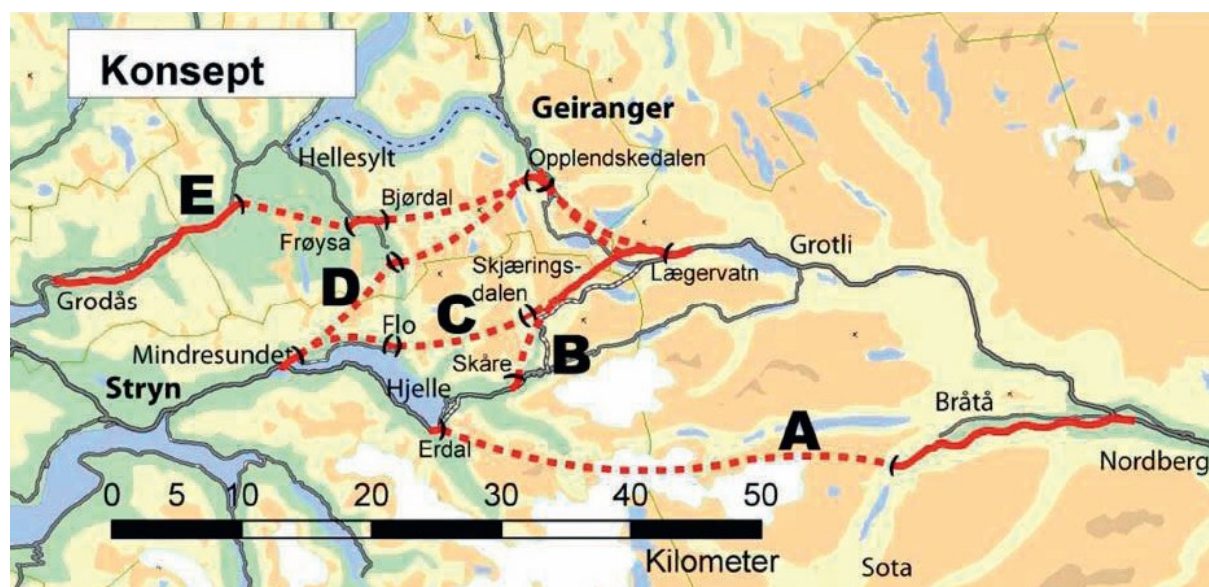 Konsept
Geiranger
Hellesylt
Opplendskedalen
E
Bjørdal
Frøysa
Grotli
Skjærings-
dalen
Lægervatn
D
Grodås
C
Flo
B
Mindresundet
Skåre
Stryn
Hjelle
Bråtå
A
Erdal
Nordberg
0 5 10 20 30 40 50
Kilometer
Sota